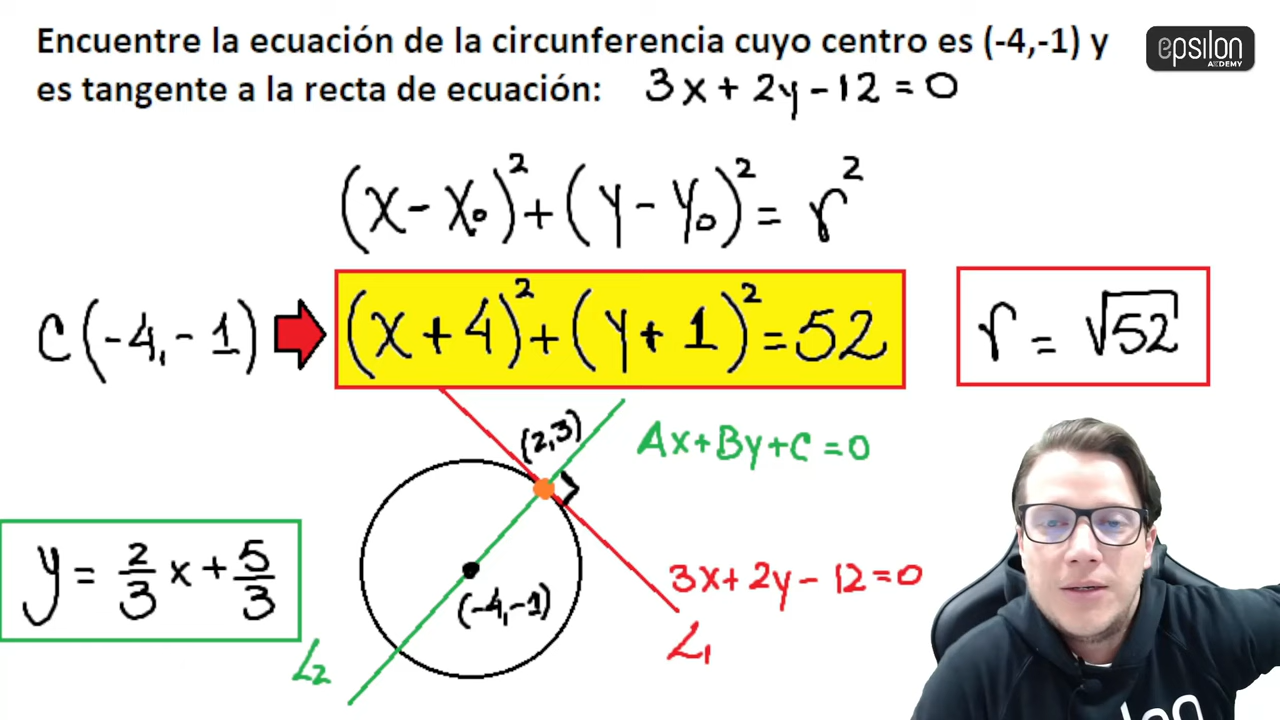 Encuentre la ecuación de la circunferencia cuyo centro es (-4,-1) y
es tangente a la recta de ecuación: 3x + 2y - 12 = 0
epsilon
ACADEMY
(x - x₀)² + (y - y₀)² = r²
C(-4, -1)
(x + 4)² + (y + 1)² = 52
r = √52
(2,3)
Ax + By + C = 0
y = 2/3 x + 5/3
(-4,-1)
3x + 2y - 12 = 0
L₂
L₁